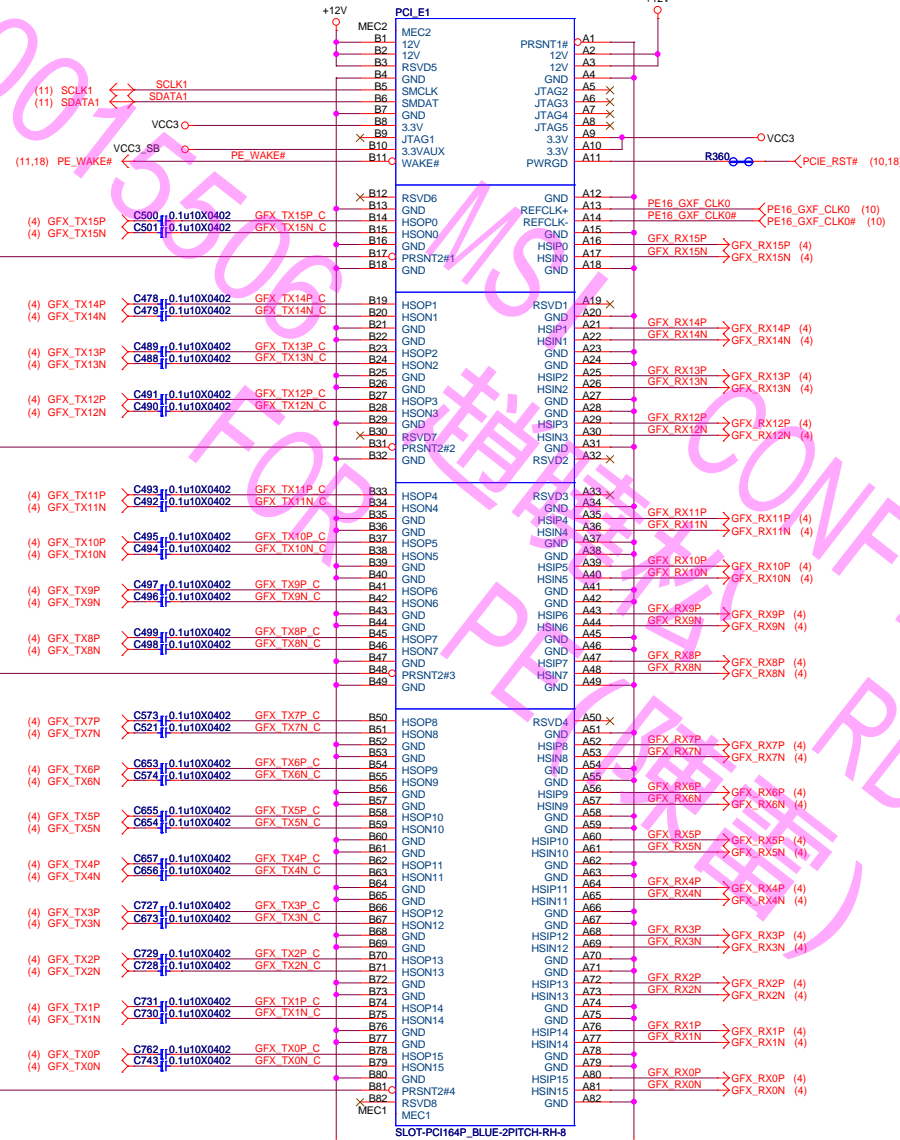 +12V
PCI_E1
+12V
MEC2 MEC2
B1 12V PRSNT1# A1
B2 12V 12V A2
B3 RSVD5 12V A3
B4 GND GND A4
(11) SCLK1 SCLK1 B5 SMCLK JTAG2 A5
(11) SDATA1 SDATA1 B6 SMDAT JTAG3 A6
B7 GND JTAG4 A7
VCC3 B8 3.3V JTAG5 A8
B9 JTAG1 3.3V A9 VCC3
VCC3_SB B10 3.3VAUX 3.3V A10
(11,18) PE_WAKE# PE_WAKE# B11 WAKE# PWRGD A11 R360 PCIE_RST# (10,18
B12 RSVD6 GND A12
B13 GND REFCLK+ A13 PE16_GXF_CLK0 PE16_GXF_CLK0 (10)
(4) GFX_TX15P C500 0.1u10X0402 GFX_TX15P_C B14 HSOP0 REFCLK- A14 PE16_GXF_CLK0# PE16_GXF_CLK0# (10)
(4) GFX_TX15N C501 0.1u10X0402 GFX_TX15N_C B15 HSON0 GND A15
B16 GND HSIP0 A16 GFX_RX15P GFX_RX15P (4)
B17 PRSNT2#1 HSIN0 A17 GFX_RX15N GFX_RX15N (4)
B18 GND GND A18
(4) GFX_TX14P C478 0.1u10X0402 GFX_TX14P_C B19 HSOP1 RSVD1 A19
(4) GFX_TX14N C479 0.1u10X0402 GFX_TX14N_C B20 HSON1 GND A20
B21 GND HSIP1 A21 GFX_RX14P GFX_RX14P (4)
B22 GND HSIN1 A22 GFX_RX14N GFX_RX14N (4)
(4) GFX_TX13P C489 0.1u10X0402 GFX_TX13P_C B23 HSOP2 GND A23
(4) GFX_TX13N C488 0.1u10X0402 GFX_TX13N_C B24 HSON2 GND A24
B25 GND HSIP2 A25 GFX_RX13P GFX_RX13P (4)
B26 GND HSIN2 A26 GFX_RX13N GFX_RX13N (4)
(4) GFX_TX12P C491 0.1u10X0402 GFX_TX12P_C B27 HSOP3 GND A27
(4) GFX_TX12N C490 0.1u10X0402 GFX_TX12N_C B28 HSON3 GND A28
B29 GND HSIP3 A29 GFX_RX12P GFX_RX12P (4)
B30 RSVD7 HSIN3 A30 GFX_RX12N GFX_RX12N (4)
B31 PRSNT2#2 GND A31
B32 GND RSVD2 A32
(4) GFX_TX11P C493 0.1u10X0402 GFX_TX11P_C B33 HSOP4 RSVD3 A33
(4) GFX_TX11N C492 0.1u10X0402 GFX_TX11N_C B34 HSON4 GND A34
B35 GND HSIP4 A35 GFX_RX11P GFX_RX11P (4)
B36 GND HSIN4 A36 GFX_RX11N GFX_RX11N (4)
(4) GFX_TX10P C495 0.1u10X0402 GFX_TX10P_C B37 HSOP5 GND A37
(4) GFX_TX10N C494 0.1u10X0402 GFX_TX10N_C B38 HSON5 GND A38
B39 GND HSIP5 A39 GFX_RX10P GFX_RX10P (4)
B40 GND HSIN5 A40 GFX_RX10N GFX_RX10N (4)
(4) GFX_TX9P C497 0.1u10X0402 GFX_TX9P_C B41 HSOP6 GND A41
(4) GFX_TX9N C496 0.1u10X0402 GFX_TX9N_C B42 HSON6 GND A42
B43 GND HSIP6 A43 GFX_RX9P GFX_RX9P (4)
B44 GND HSIN6 A44 GFX_RX9N GFX_RX9N (4)
(4) GFX_TX8P C499 0.1u10X0402 GFX_TX8P_C B45 HSOP7 GND A45
(4) GFX_TX8N C498 0.1u10X0402 GFX_TX8N_C B46 HSON7 GND A46
B47 GND HSIP7 A47 GFX_RX8P GFX_RX8P (4)
B48 PRSNT2#3 HSIN7 A48 GFX_RX8N GFX_RX8N (4)
B49 GND GND A49
(4) GFX_TX7P C573 0.1u10X0402 GFX_TX7P_C B50 HSOP8 RSVD4 A50
(4) GFX_TX7N C521 0.1u10X0402 GFX_TX7N_C B51 HSON8 GND A51
B52 GND HSIP8 A52 GFX_RX7P GFX_RX7P (4)
B53 GND HSIN8 A53 GFX_RX7N GFX_RX7N (4)
(4) GFX_TX6P C653 0.1u10X0402 GFX_TX6P_C B54 HSOP9 GND A54
(4) GFX_TX6N C574 0.1u10X0402 GFX_TX6N_C B55 HSON9 GND A55
B56 GND HSIP9 A56 GFX_RX6P GFX_RX6P (4)
B57 GND HSIN9 A57 GFX_RX6N GFX_RX6N (4)
(4) GFX_TX5P C655 0.1u10X0402 GFX_TX5P_C B58 HSOP10 GND A58
(4) GFX_TX5N C654 0.1u10X0402 GFX_TX5N_C B59 HSON10 GND A59
B60 GND HSIP10 A60 GFX_RX5P GFX_RX5P (4)
B61 GND HSIN10 A61 GFX_RX5N GFX_RX5N (4)
(4) GFX_TX4P C657 0.1u10X0402 GFX_TX4P_C B62 HSOP11 GND A62
(4) GFX_TX4N C656 0.1u10X0402 GFX_TX4N_C B63 HSON11 GND A63
B64 GND HSIP11 A64 GFX_RX4P GFX_RX4P (4)
B65 GND HSIN11 A65 GFX_RX4N GFX_RX4N (4)
(4) GFX_TX3P C727 0.1u10X0402 GFX_TX3P_C B66 HSOP12 GND A66
(4) GFX_TX3N C673 0.1u10X0402 GFX_TX3N_C B67 HSON12 GND A67
B68 GND HSIP12 A68 GFX_RX3P GFX_RX3P (4)
B69 GND HSIN12 A69 GFX_RX3N GFX_RX3N (4)
(4) GFX_TX2P C729 0.1u10X0402 GFX_TX2P_C B70 HSOP13 GND A70
(4) GFX_TX2N C728 0.1u10X0402 GFX_TX2N_C B71 HSON13 GND A71
B72 GND HSIP13 A72 GFX_RX2P GFX_RX2P (4)
B73 GND HSIN13 A73 GFX_RX2N GFX_RX2N (4)
(4) GFX_TX1P C731 0.1u10X0402 GFX_TX1P_C B74 HSOP14 GND A74
(4) GFX_TX1N C730 0.1u10X0402 GFX_TX1N_C B75 HSON14 GND A75
B76 GND HSIP14 A76 GFX_RX1P GFX_RX1P (4)
B77 GND HSIN14 A77 GFX_RX1N GFX_RX1N (4)
(4) GFX_TX0P C762 0.1u10X0402 GFX_TX0P_C B78 HSOP15 GND A78
(4) GFX_TX0N C743 0.1u10X0402 GFX_TX0N_C B79 HSON15 GND A79
B80 GND HSIP15 A80 GFX_RX0P GFX_RX0P (4)
B81 PRSNT2#4 HSIN15 A81 GFX_RX0N GFX_RX0N (4)
B82 RSVD8 GND A82
MEC1 MEC1
SLOT-PCI164P_BLUE-2PITCH-RH-8
0015506
MSI CONF
FOR 趙曉松 RD
PE(陳雷)